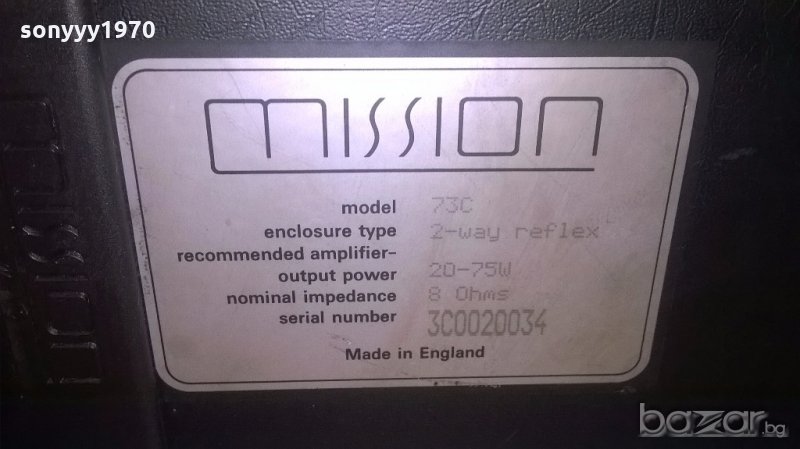 sonyyy1970
mission
model 73C
enclosure type 2-way reflex
recommended amplifier-
output power 20-75W
nominal impedance 8 Ohms
serial number 3C0020034
Made in England
bazar.bg